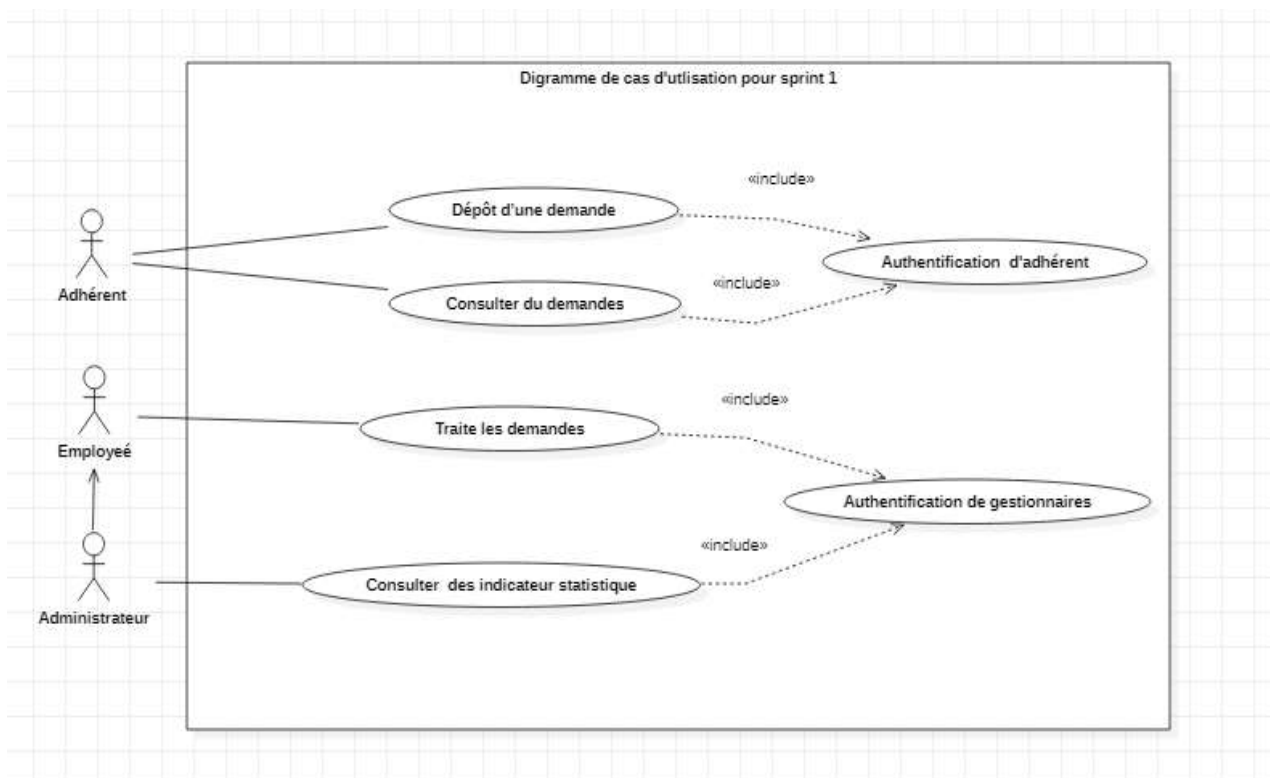 Digramme de cas d'utlisation pour sprint 1
«include»
Dépôt d'une demande
Authentification d'adhérent
«include»
Adhérent
Consulter du demandes
«include»
Traite les demandes
Employeé
Authentification de gestionnaires
«include»
Consulter des indicateur statistique
Administrateur